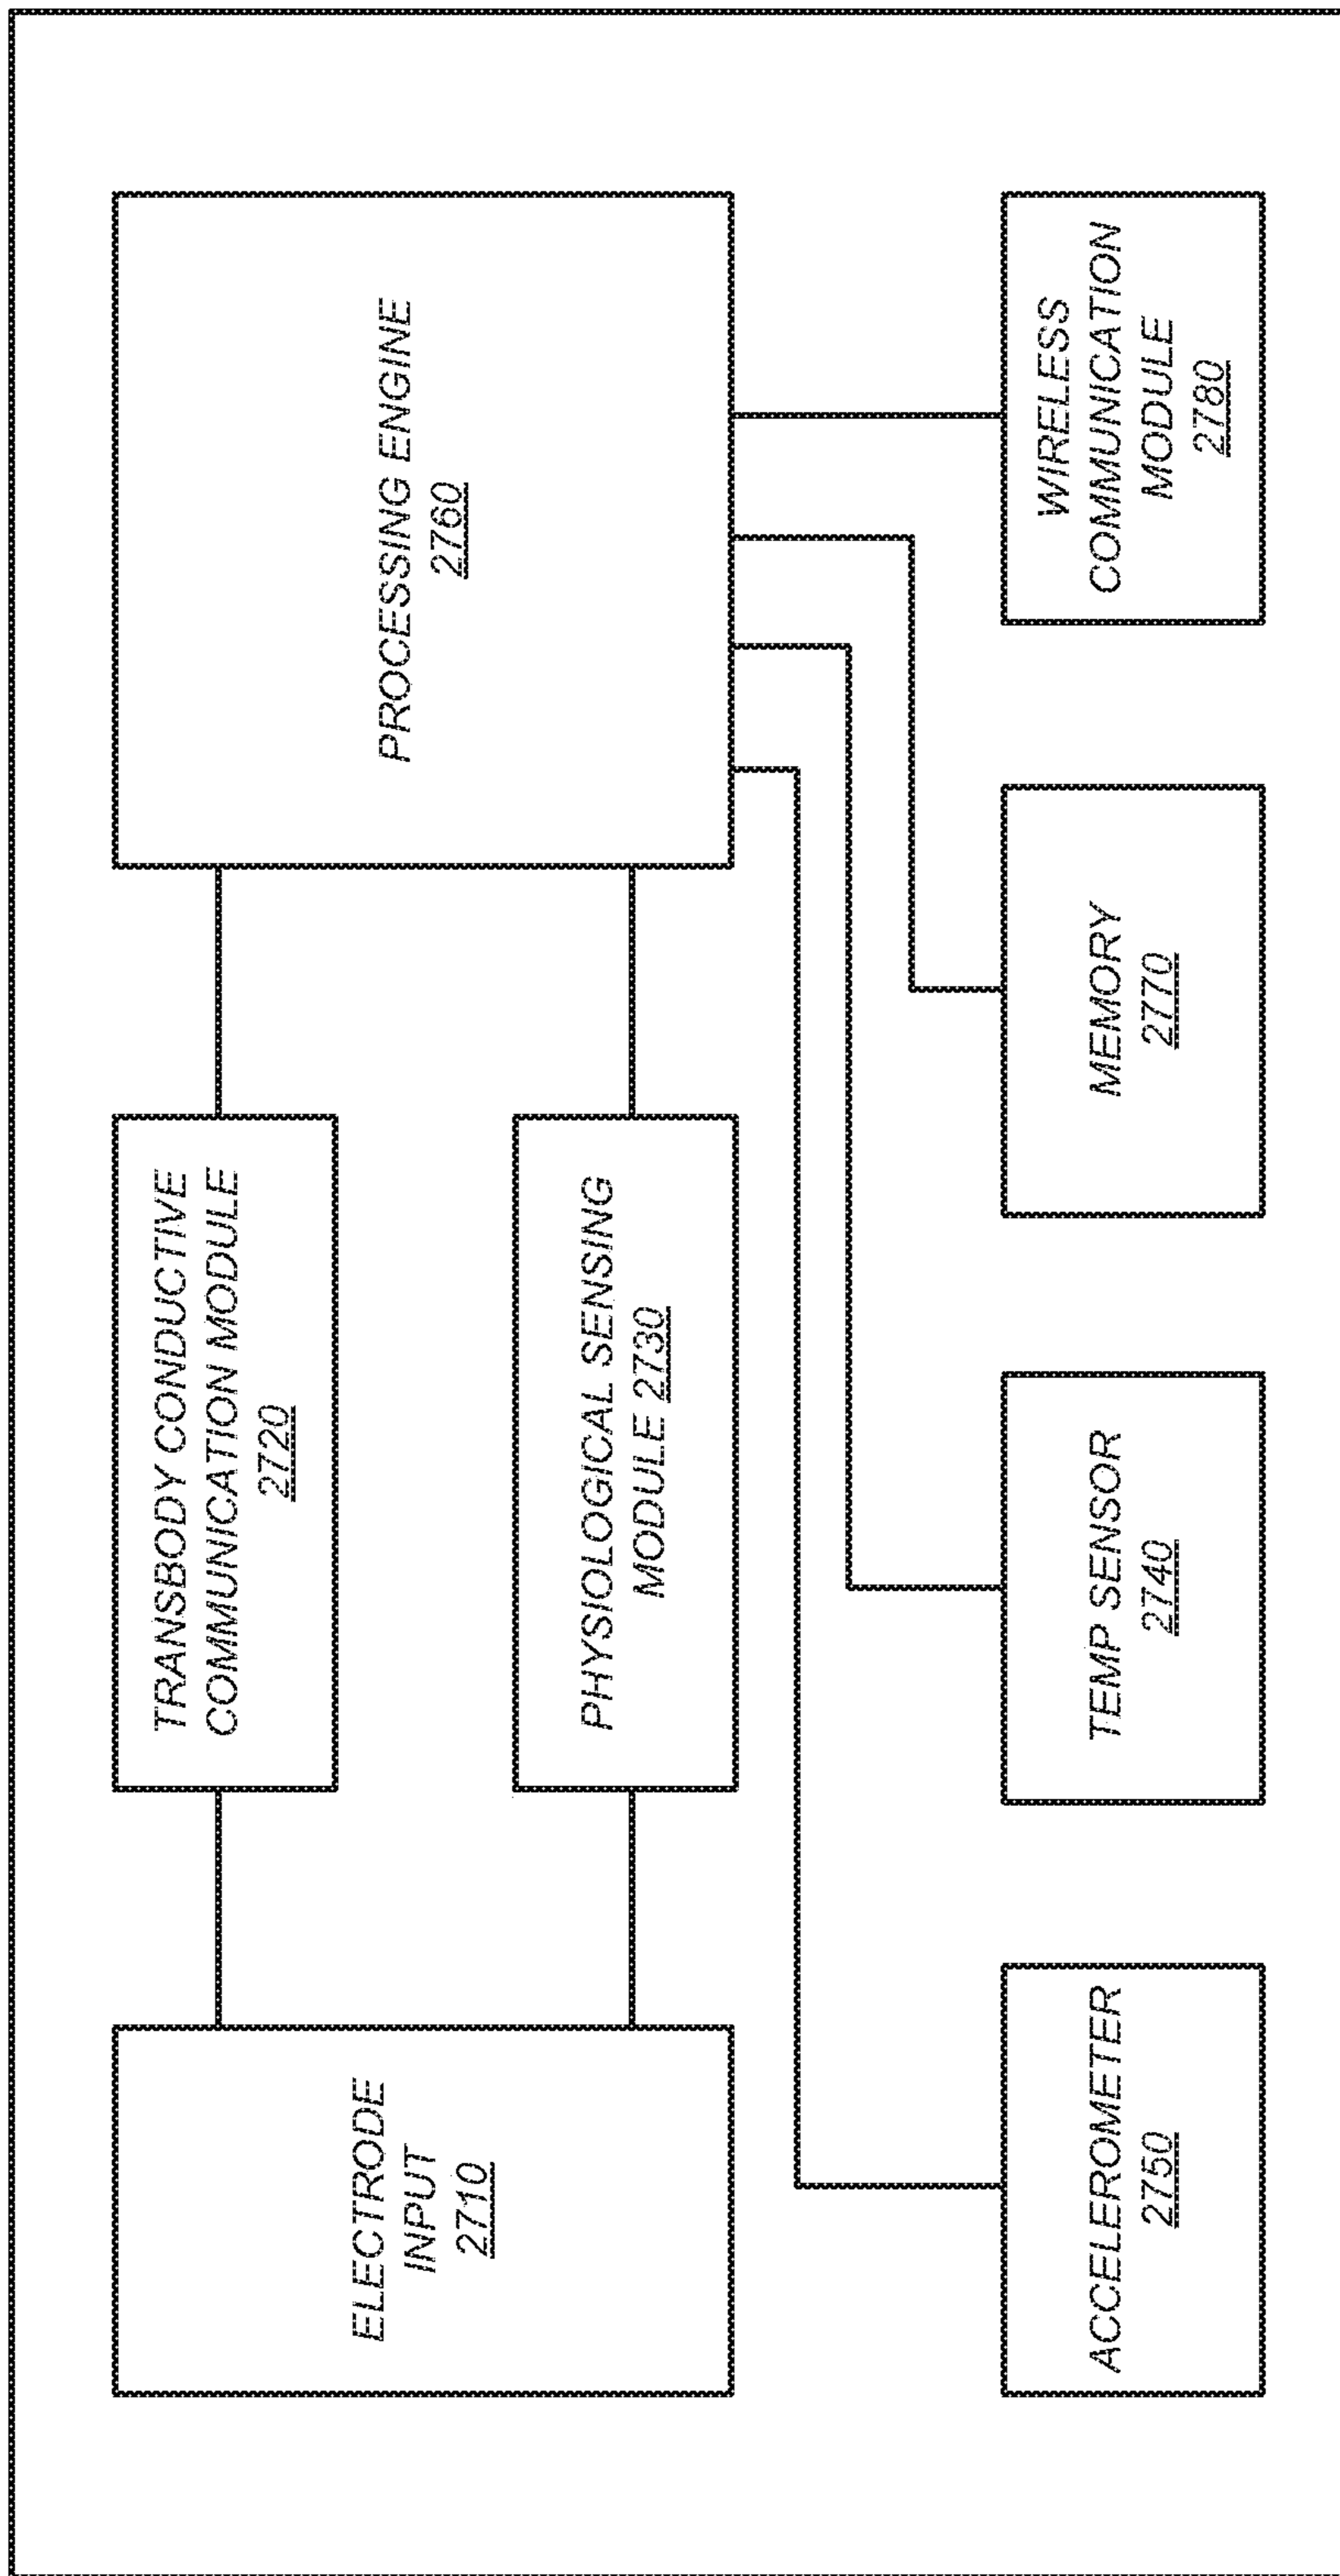 ELECTRODE
INPUT
2710
TRANSBODY CONDUCTIVE
COMMUNICATION MODULE
2720
PHYSIOLOGICAL SENSING
MODULE 2730
PROCESSING ENGINE
2760
ACCELEROMETER
2750
TEMP SENSOR
2740
MEMORY
2770
WIRELESS
COMMUNICATION
MODULE
2780